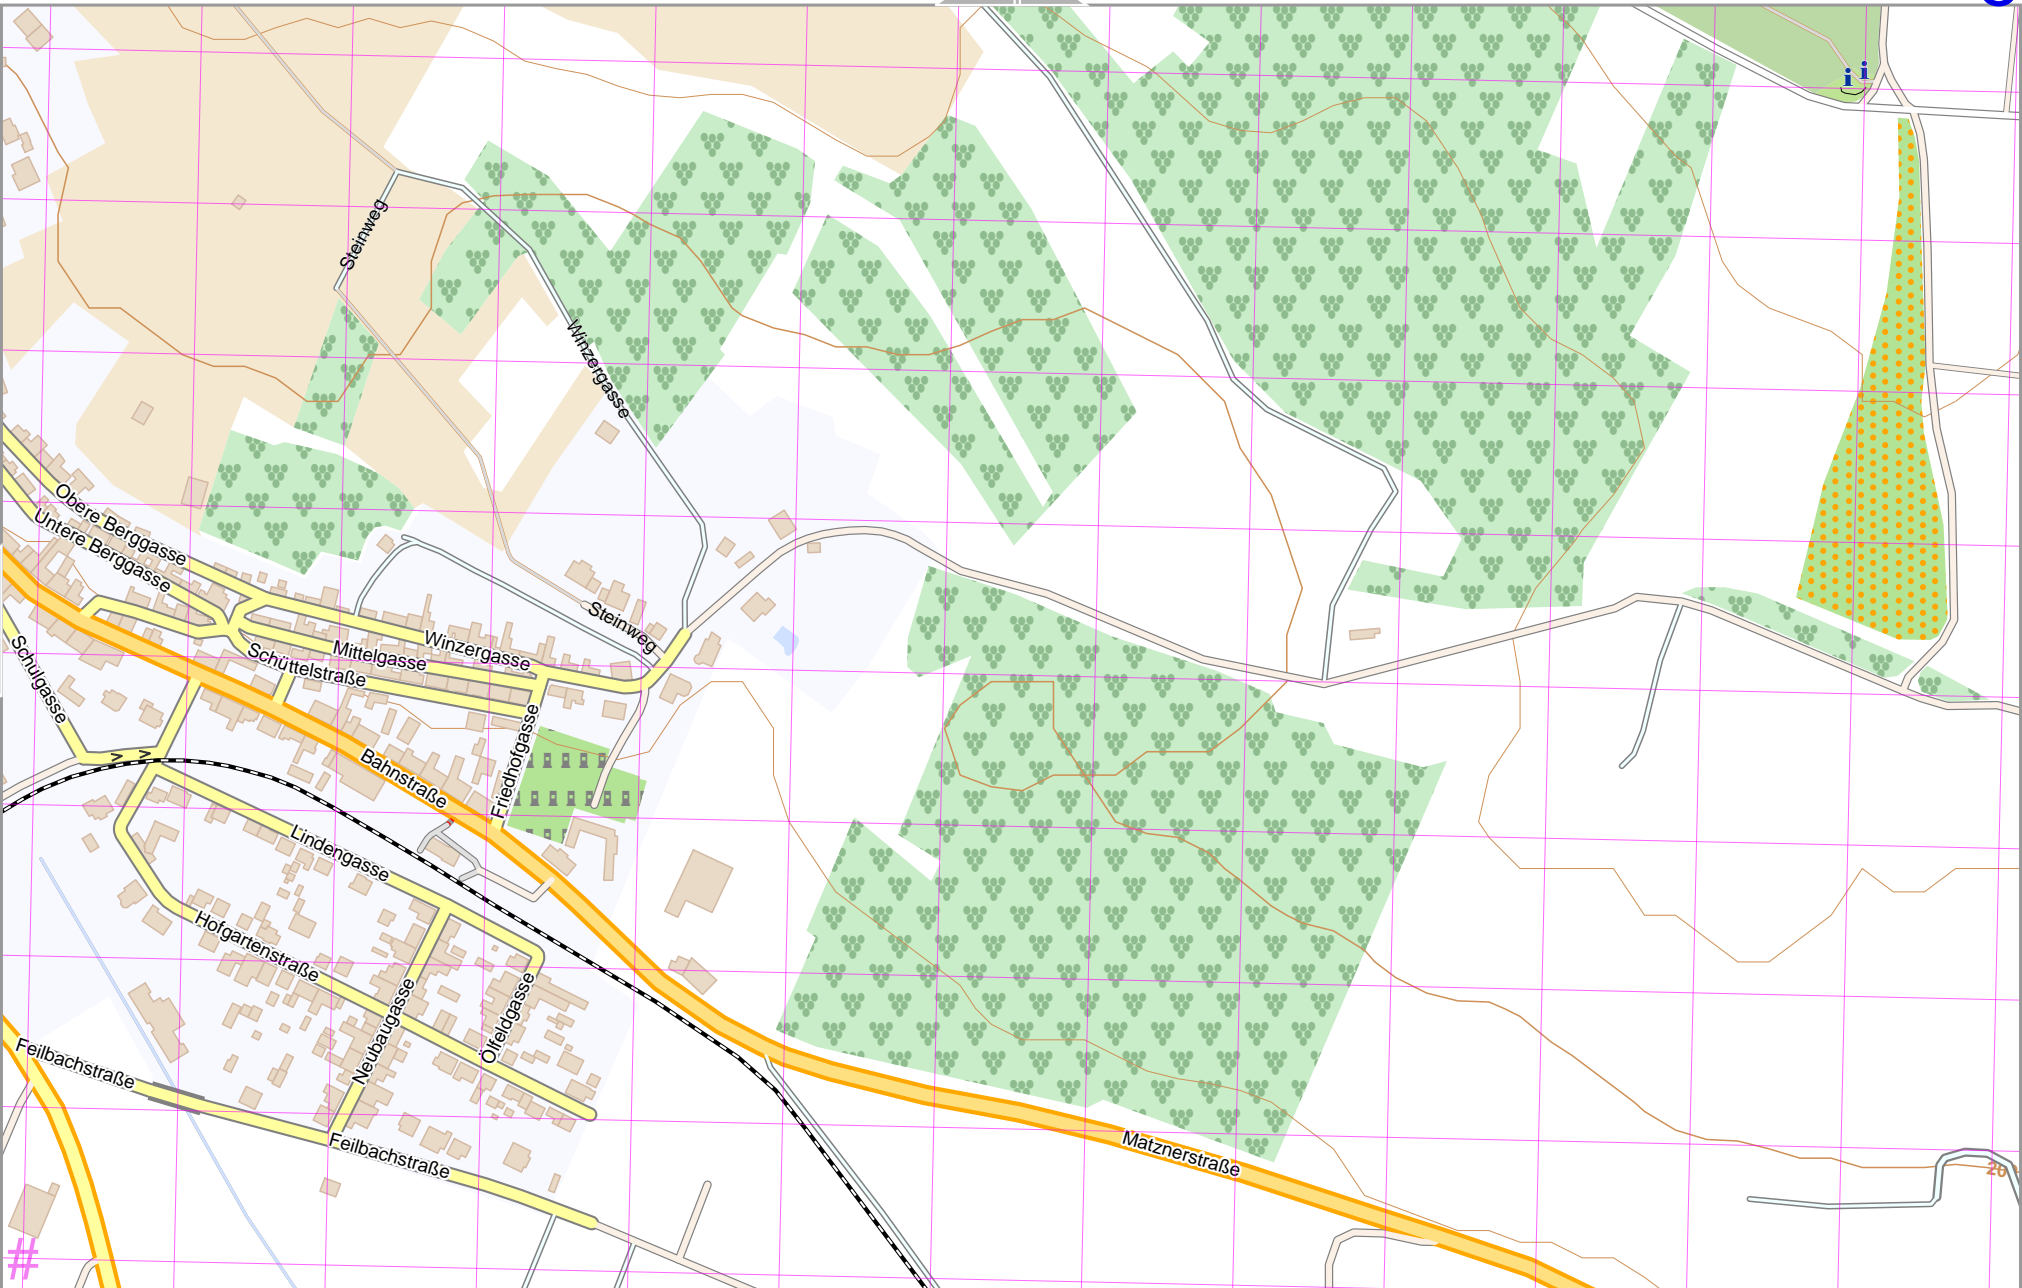 i i
Steinweg
Winzergasse
Obere Berggasse
Untere Berggasse
Steinweg
Winzergasse
Mittelgasse
Schüttelstraße
Schulgasse
Friedhofgasse
Bahnstraße
Lindengasse
Hofgartenstraße
Neubaugasse
Ölfeldgasse
Feilbachstraße
Feilbachstraße
Matznerstraße
#